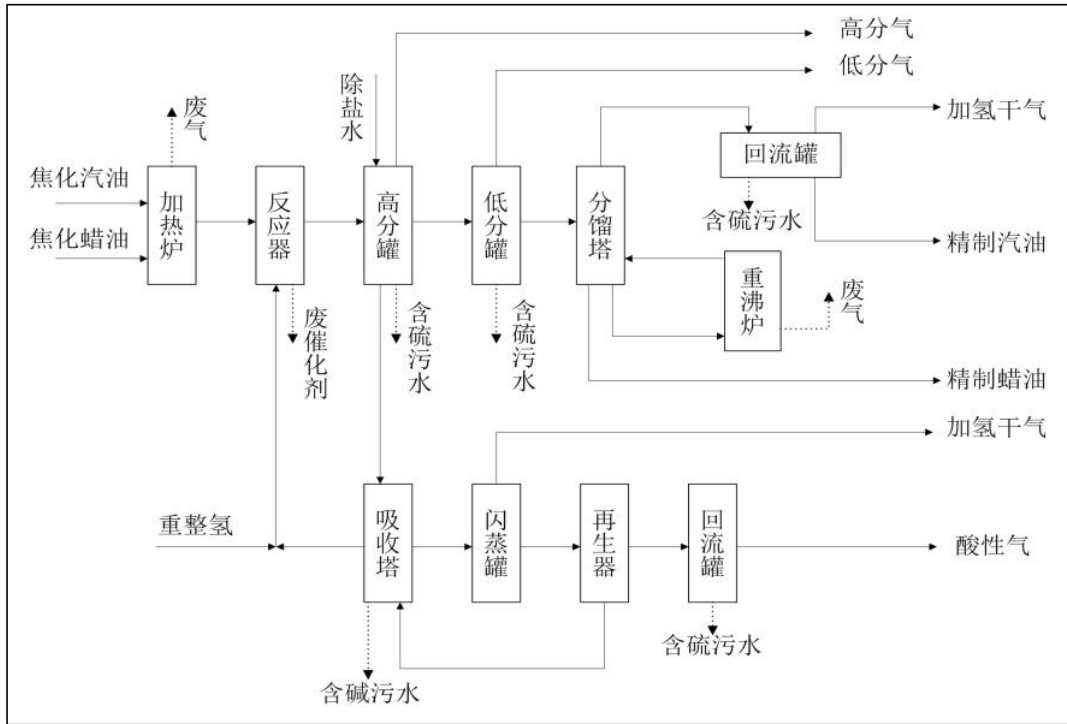 高分气
低分气
除盐水
废气
加氢干气
回流罐
焦化汽油
焦化蜡油
加热炉
反应器
高分罐
低分罐
分馏塔
含硫污水
精制汽油
重沸炉
废气
废催化剂
含硫污水
含硫污水
精制蜡油
加氢干气
重整氢
吸收塔
闪蒸罐
再生器
回流罐
酸性气
含硫污水
含碱污水